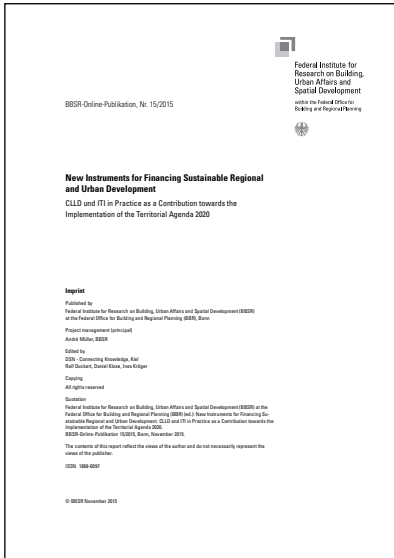 Federal Institute for
Research on Building,
Urban Affairs and
Spatial Development
within the Federal Office for
Building and Regional Planning
BBSR-Online-Publikation, Nr. 15/2015
New Instruments for Financing Sustainable Regional
and Urban Development
CLLD und ITI in Practice as a Contribution towards the
Implementation of the Territorial Agenda 2020
Imprint
Published by
Federal Institute for Research on Building, Urban Affairs and Spatial Development (BBSR)
at the Federal Office for Building and Regional Planning (BBR), Bonn
Project management (principal)
André Müller, BBSR
Edited by
DSN - Connecting Knowledge, Kiel
Ralf Duckert, Daniel Klose, Ines Kröger
Copying
All rights reserved
Quotation
Federal Institute for Research on Building, Urban Affairs and Spatial Development (BBSR) at the
Federal Office for Building and Regional Planning (BBR) (ed.): New Instruments for Financing Su-
stainable Regional and Urban Development. CLLD und ITI in Practice as a Contribution towards the
Implementation of the Territorial Agenda 2020.
BBSR-Online-Publikation 15/2015, Bonn, November 2015.
The contents of this report reflect the views of the author and do not necessarily represent the
views of the publisher.
ISSN 1868-0097
© BBSR November 2015